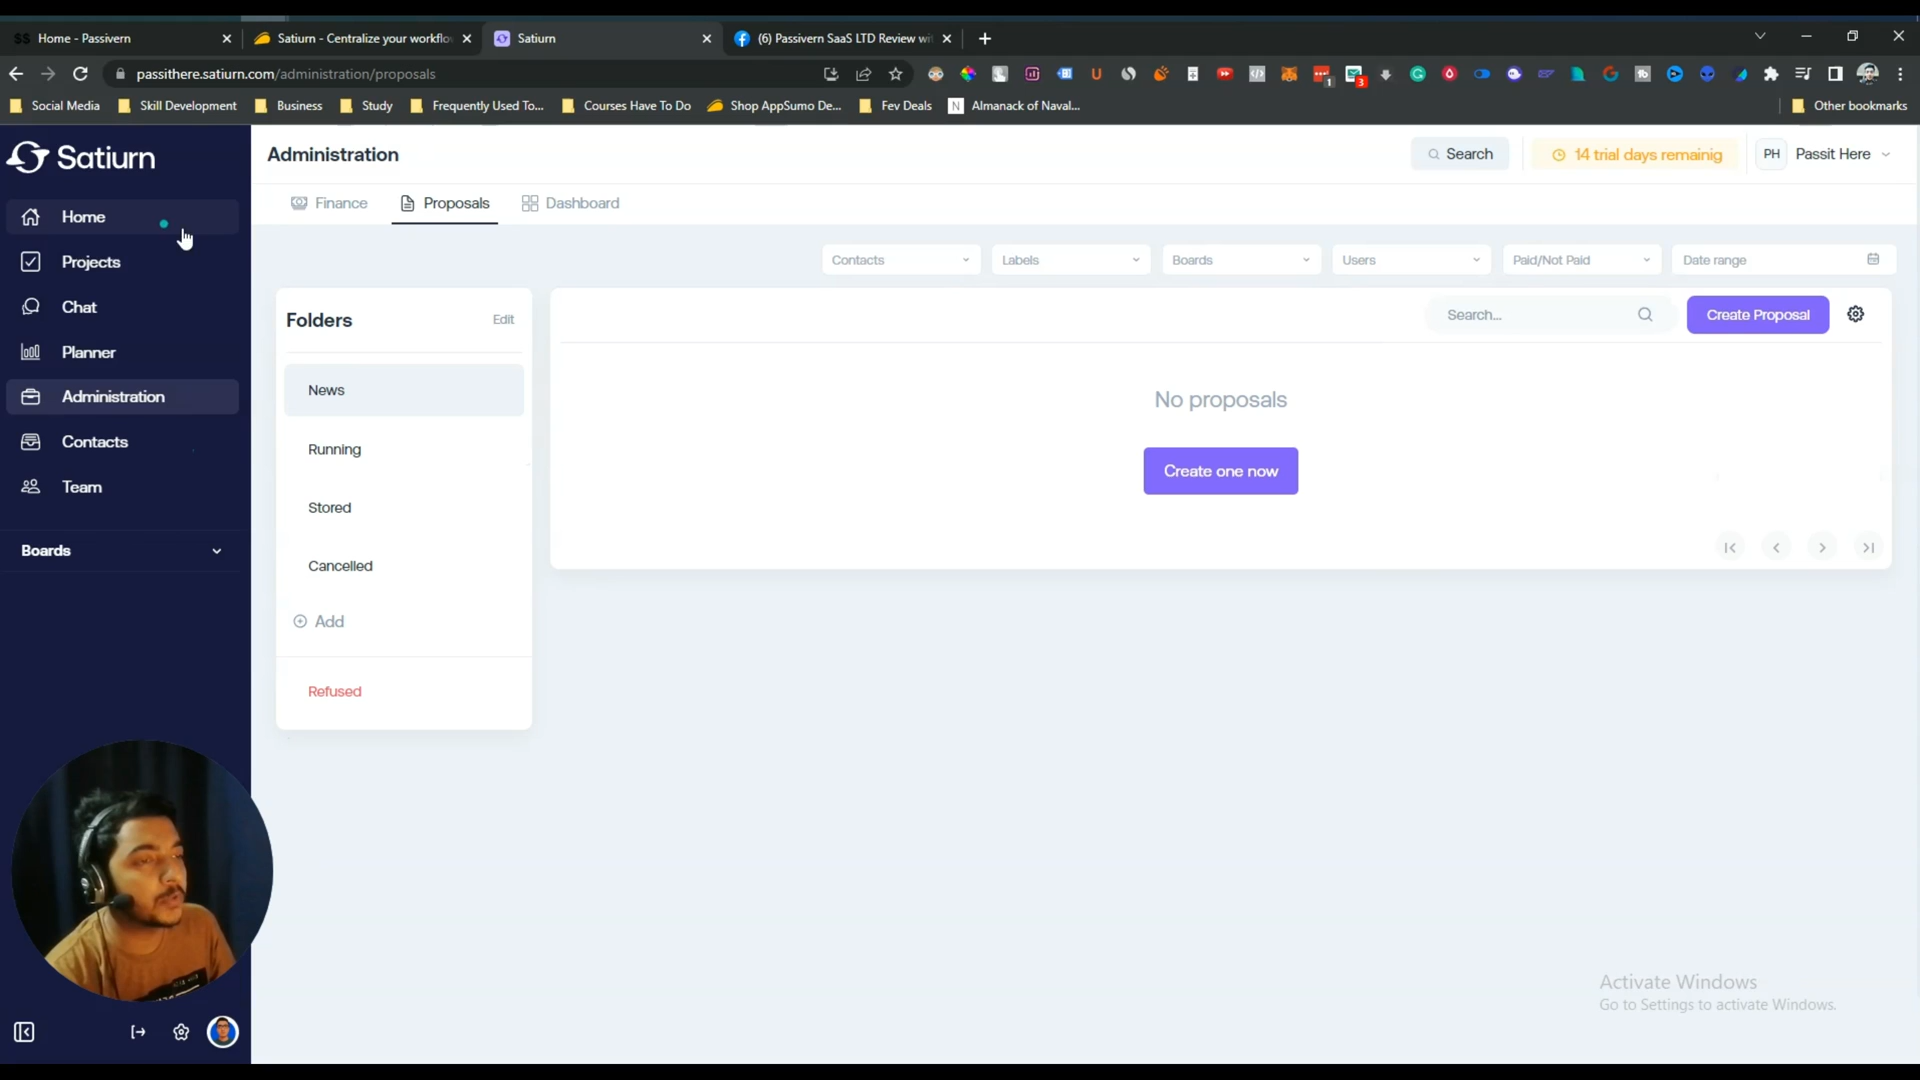 SS Home - Passivern
Satiurn - Centralize your workflo
Satiurn
(6) Passivern SaaS LTD Review wi
passithere.satiurn.com/administration/proposals
Social Media
Skill Development
Business
Study
Frequently Used To...
Courses Have To Do
Shop AppSumo De...
Fev Deals
Almanack of Naval...
Other bookmarks
Satiurn
Administration
Search
14 trial days remainig
PH
Passit Here
Home
Projects
Chat
Planner
Administration
Contacts
Team
Boards
Finance
Proposals
Dashboard
Contacts
Labels
Boards
Users
Paid/Not Paid
Date range
Folders
Edit
News
Running
Stored
Cancelled
Add
Refused
Search...
Create Proposal
No proposals
Create one now
Activate Windows
Go to Settings to activate Windows.